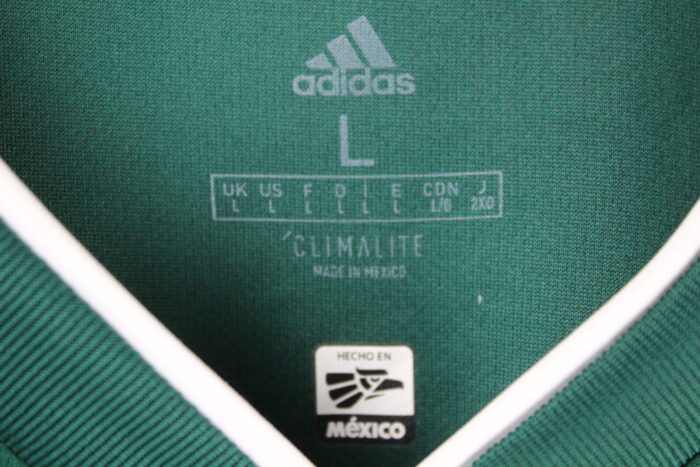 adidas
L
UK US F D I E CDN J
L L L L L L L/G 2XO
CLIMALITE
MADE IN MEXICO
HECHO EN
MéXICO